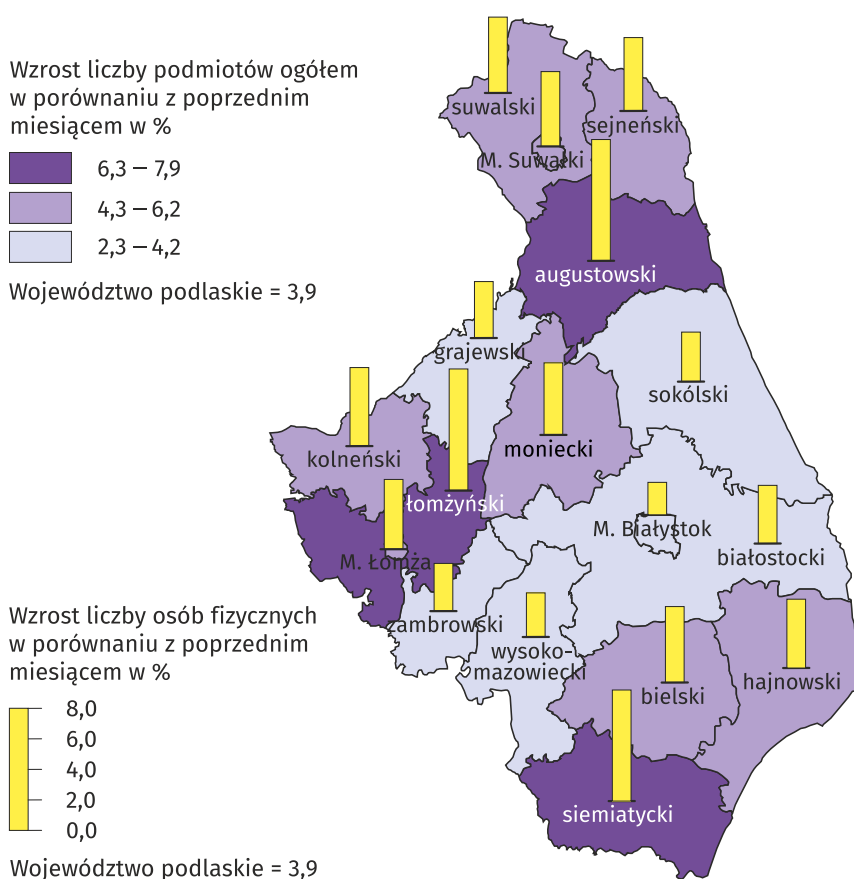 Wzrost liczby podmiotów ogółem
w porównaniu z poprzednim
miesiącem w %
6,3 – 7,9
4,3 – 6,2
2,3 – 4,2
Województwo podlaskie = 3,9
suwalski
sejneński
M. Suwałki
augustowski
grajewski
sokólski
kolneński
moniecki
łomżyński
M. Białystok
białostocki
M. Łomża
zambrowski
wysoko-
mazowiecki
hajnowski
bielski
siemiatycki
Wzrost liczby osób fizycznych
w porównaniu z poprzednim
miesiącem w %
8,0
6,0
4,0
2,0
0,0
Województwo podlaskie = 3,9